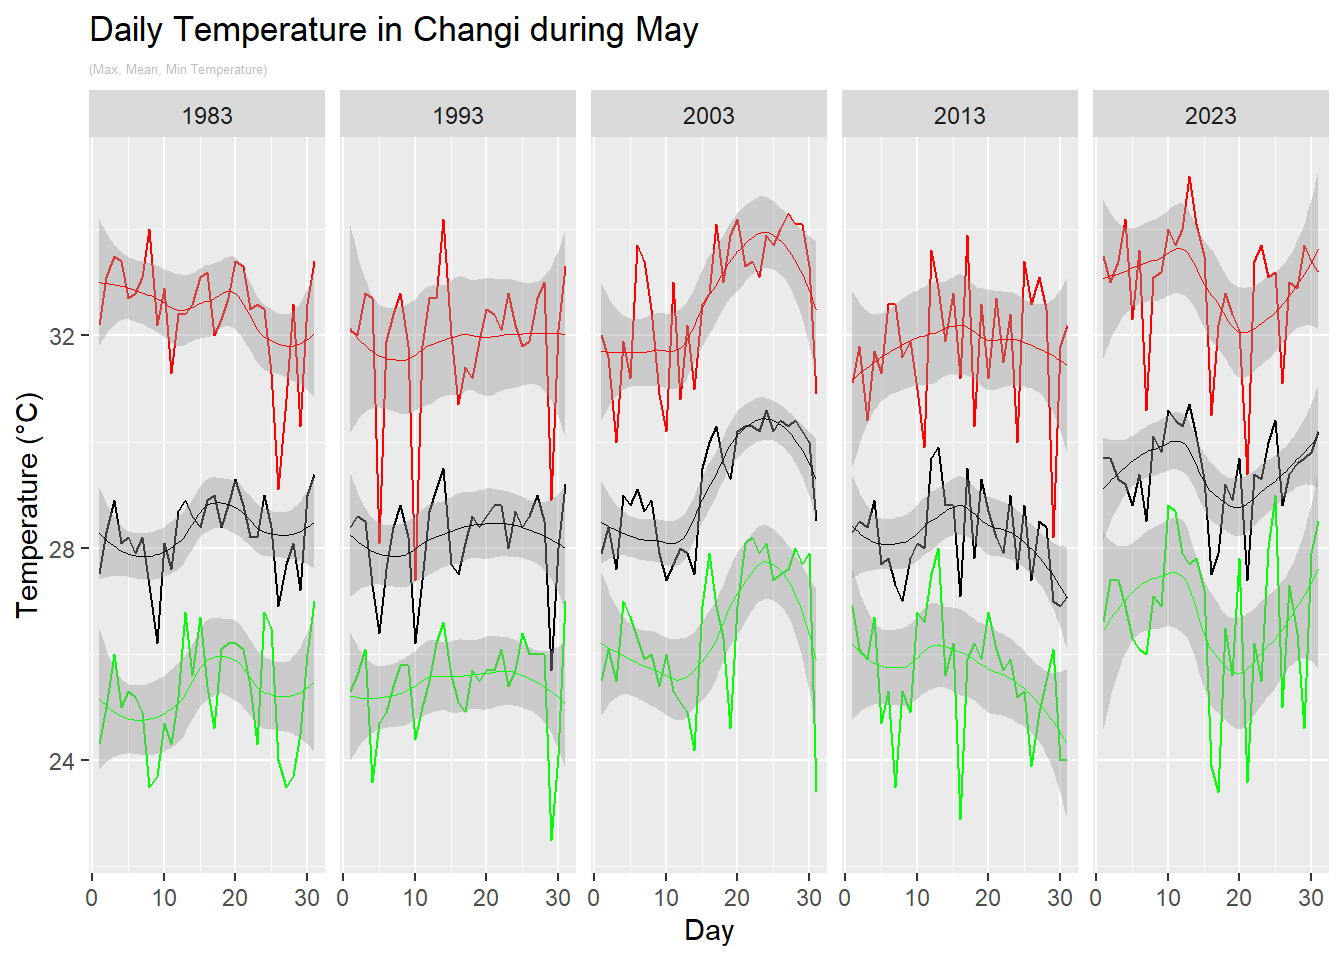 Daily Temperature in Changi during May
(Max, Mean, Min Temperature)
1983 1993 2003 2013 2023
Temperature (°C)
32
28
24
0 10 20 30 0 10 20 30 0 10 20 30 0 10 20 30 0 10 20 30
Day